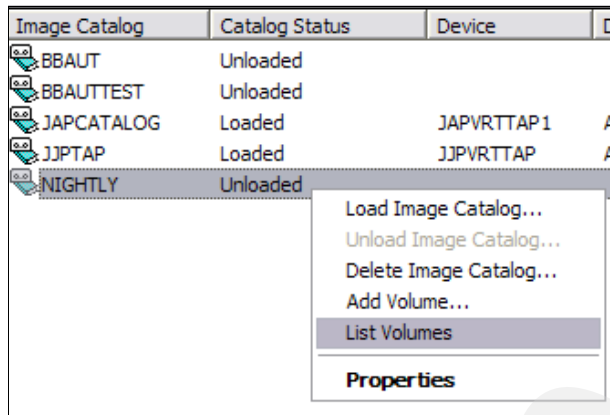 Image Catalog Catalog Status Device
BBAUT Unloaded
BBAUTTEST Unloaded
JAPCATALOG Loaded JAPVRTTAP1
JJPTAP Loaded JJPVRTTAP
NIGHTLY Unloaded
Load Image Catalog...
Unload Image Catalog...
Delete Image Catalog...
Add Volume...
List Volumes
Properties